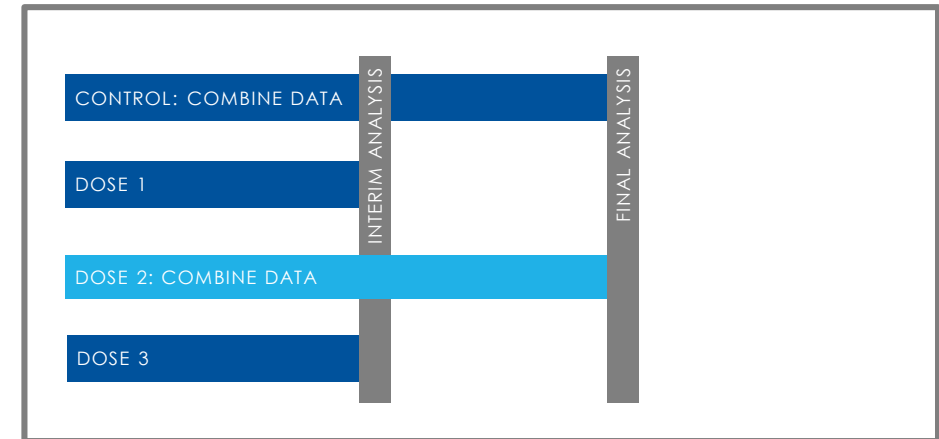 CONTROL: COMBINE DATA
DOSE 1
DOSE 2: COMBINE DATA
DOSE 3
INTERIM ANALYSIS
FINAL ANALYSIS